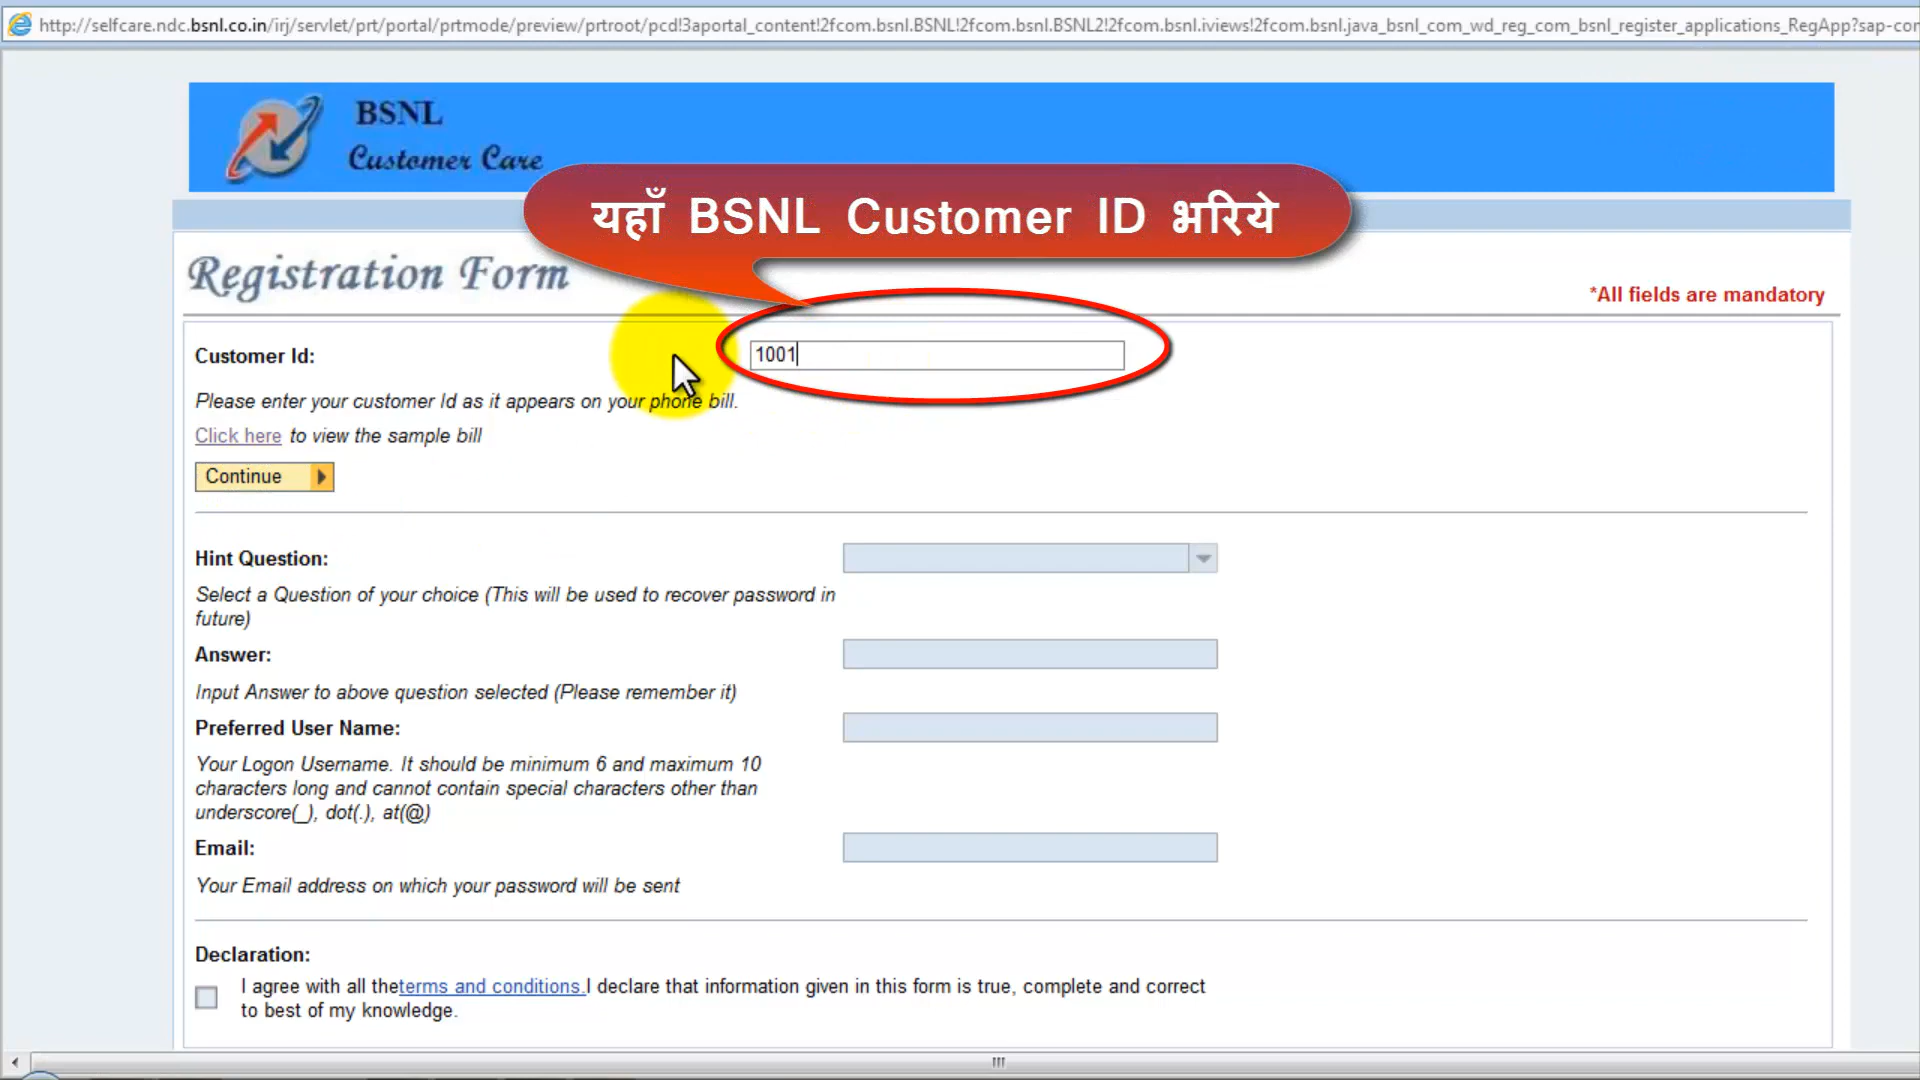 http://selfcare.ndc.bsnl.co.in/irj/servlet/prt/portal/prtmode/preview/prtroot/pcd!3aportal_content!2fcom.bsnl.BSNL!2fcom.bsnl.BSNL2!2fcom.bsnl.iviews!2fcom.bsnl.java_bsnl_com_wd_reg_com_bsnl_register_applications_RegApp?sap-con
BSNL
Customer Care
यहाँ BSNL Customer ID भरिये
Registration Form
*All fields are mandatory
Customer Id:
1001
Please enter your customer Id as it appears on your phone bill.
Click here to view the sample bill
Continue
Hint Question:
Select a Question of your choice (This will be used to recover password in
future)
Answer:
Input Answer to above question selected (Please remember it)
Preferred User Name:
Your Logon Username. It should be minimum 6 and maximum 10
characters long and cannot contain special characters other than
underscore(_), dot(.), at(@)
Email:
Your Email address on which your password will be sent
Declaration:
I agree with all theterms and conditions.I declare that information given in this form is true, complete and correct
to best of my knowledge.